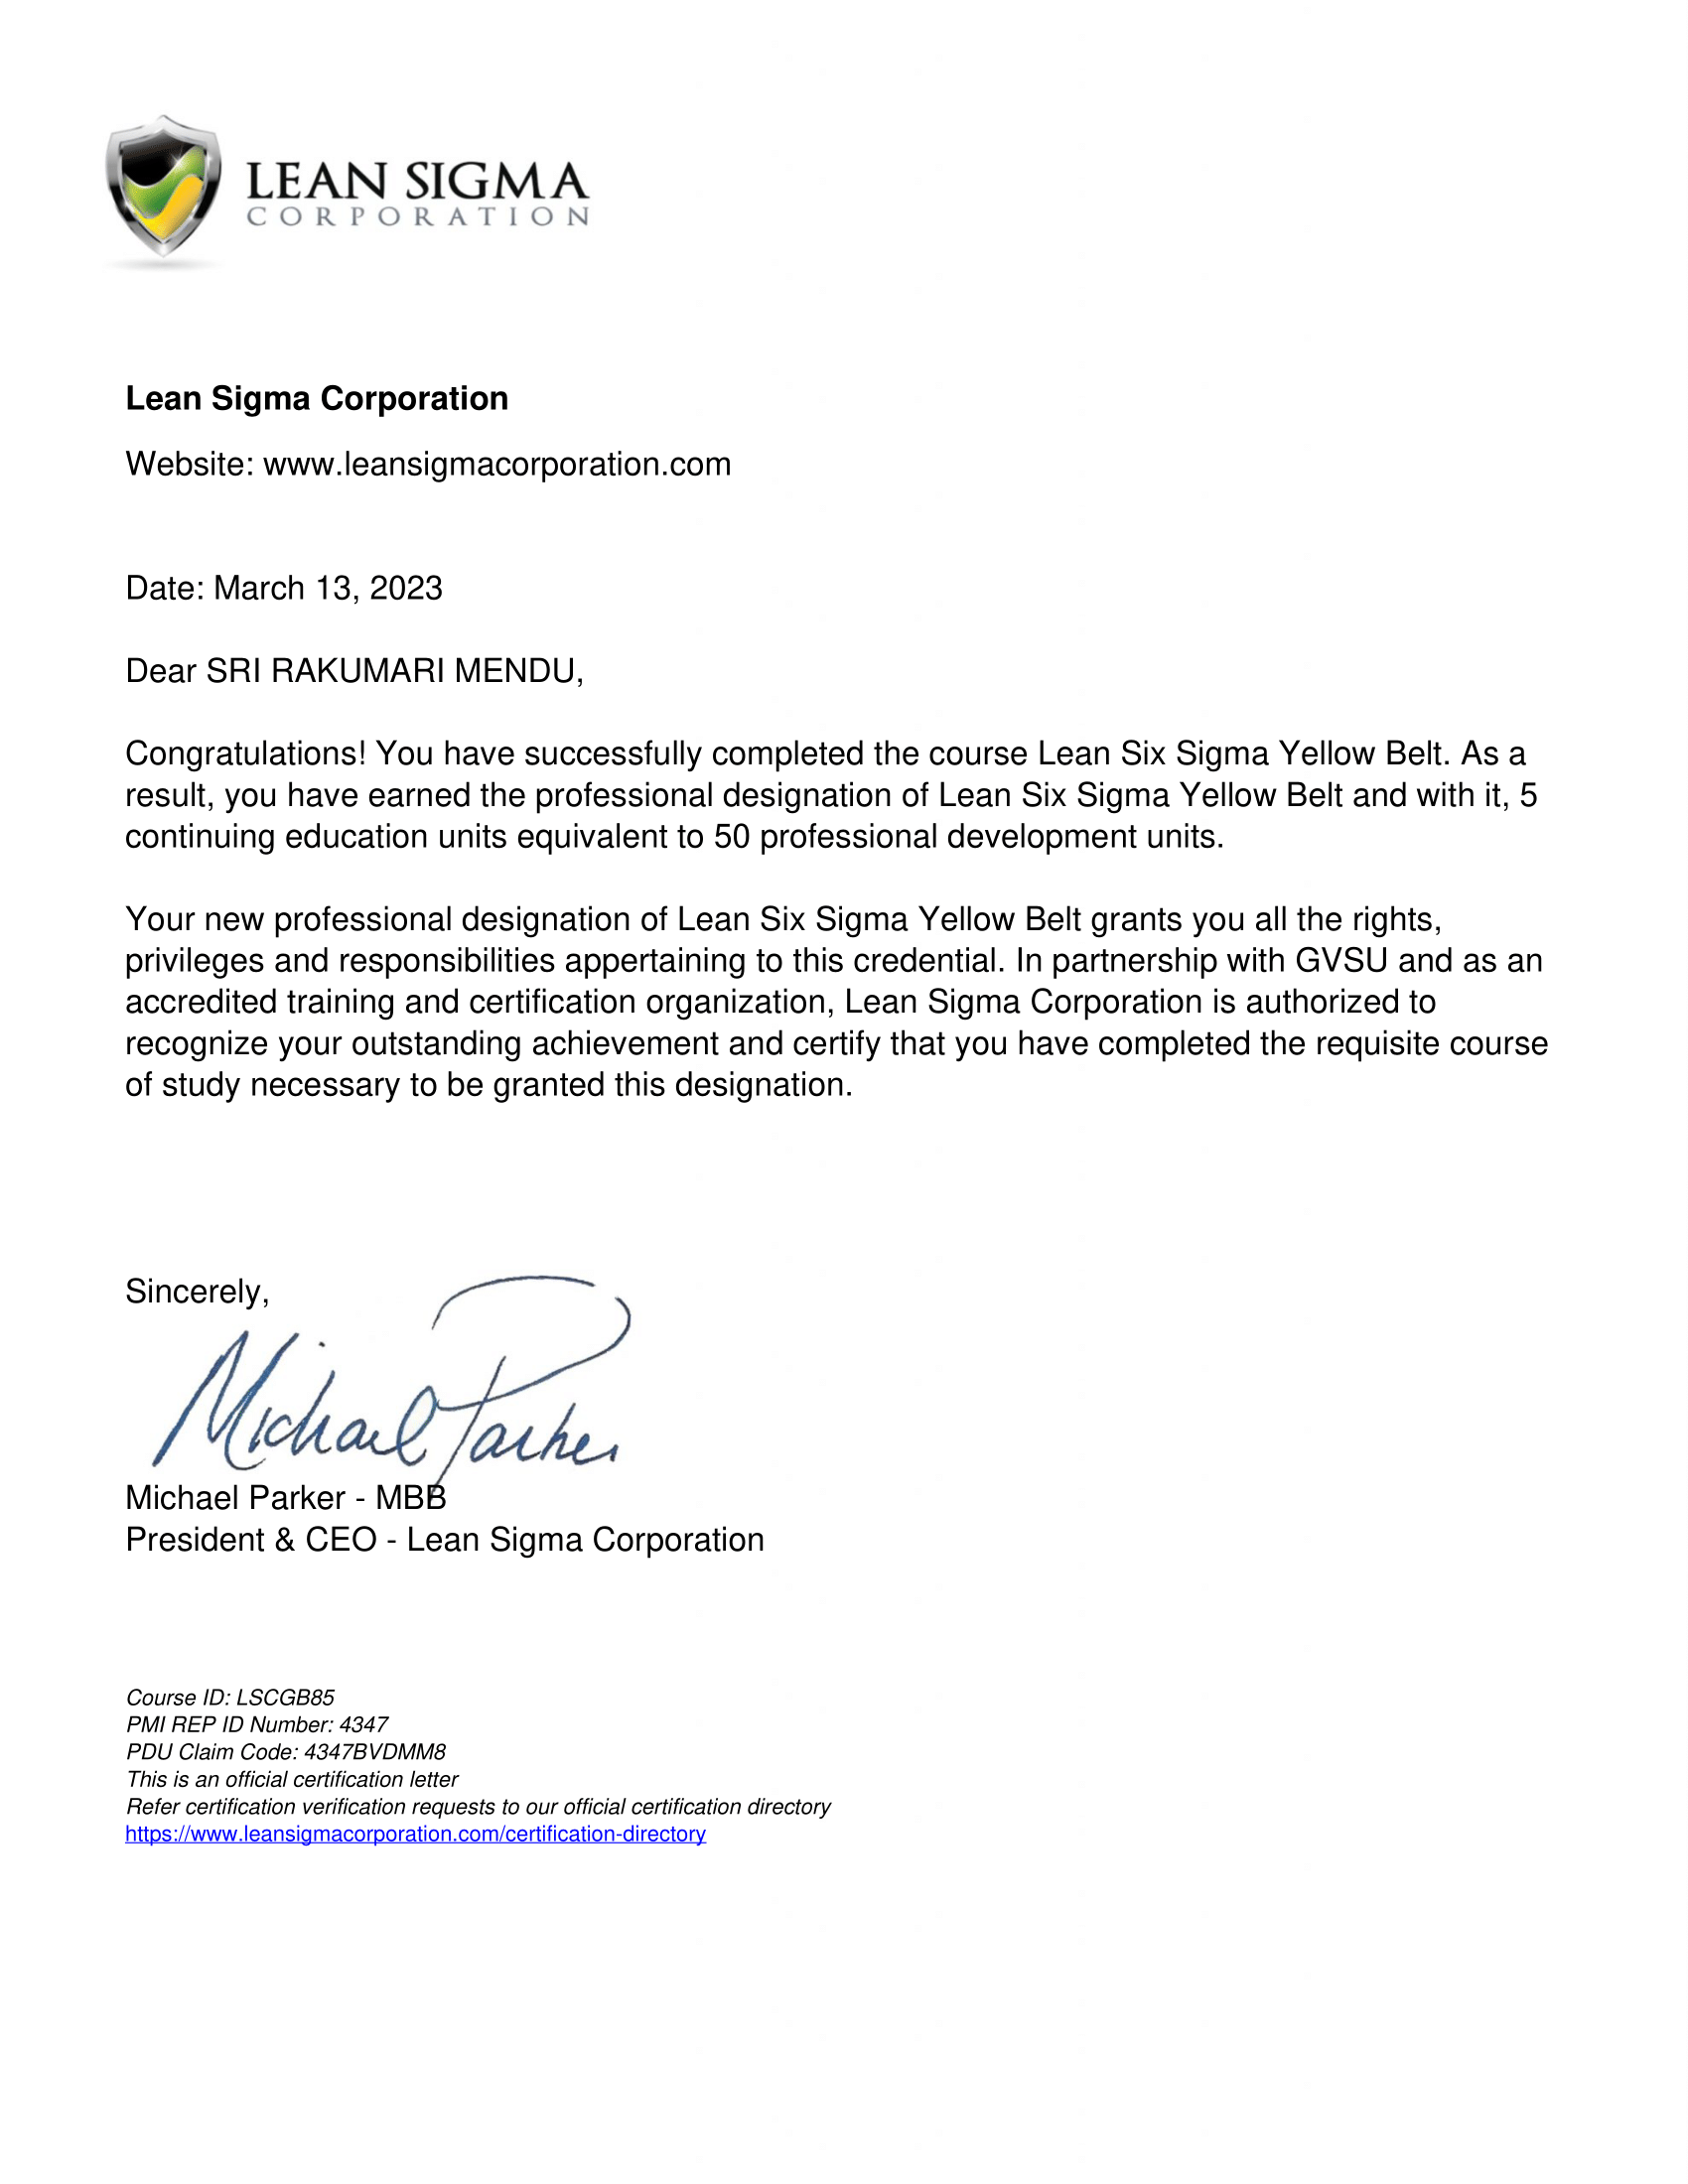 LEAN SIGMA
CORPORATION
Lean Sigma Corporation
Website: www.leansigmacorporation.com
Date: March 13, 2023
Dear SRI RAKUMARI MENDU,
Congratulations! You have successfully completed the course Lean Six Sigma Yellow Belt. As a
result, you have earned the professional designation of Lean Six Sigma Yellow Belt and with it, 5
continuing education units equivalent to 50 professional development units.
Your new professional designation of Lean Six Sigma Yellow Belt grants you all the rights,
privileges and responsibilities appertaining to this credential. In partnership with GVSU and as an
accredited training and certification organization, Lean Sigma Corporation is authorized to
recognize your outstanding achievement and certify that you have completed the requisite course
of study necessary to be granted this designation.
Sincerely,
Michael Parker
Michael Parker - MBB
President & CEO - Lean Sigma Corporation
Course ID: LSCGB85
PMI REP ID Number: 4347
PDU Claim Code: 4347BVDMM8
This is an official certification letter
Refer certification verification requests to our official certification directory
https://www.leansigmacorporation.com/certification-directory